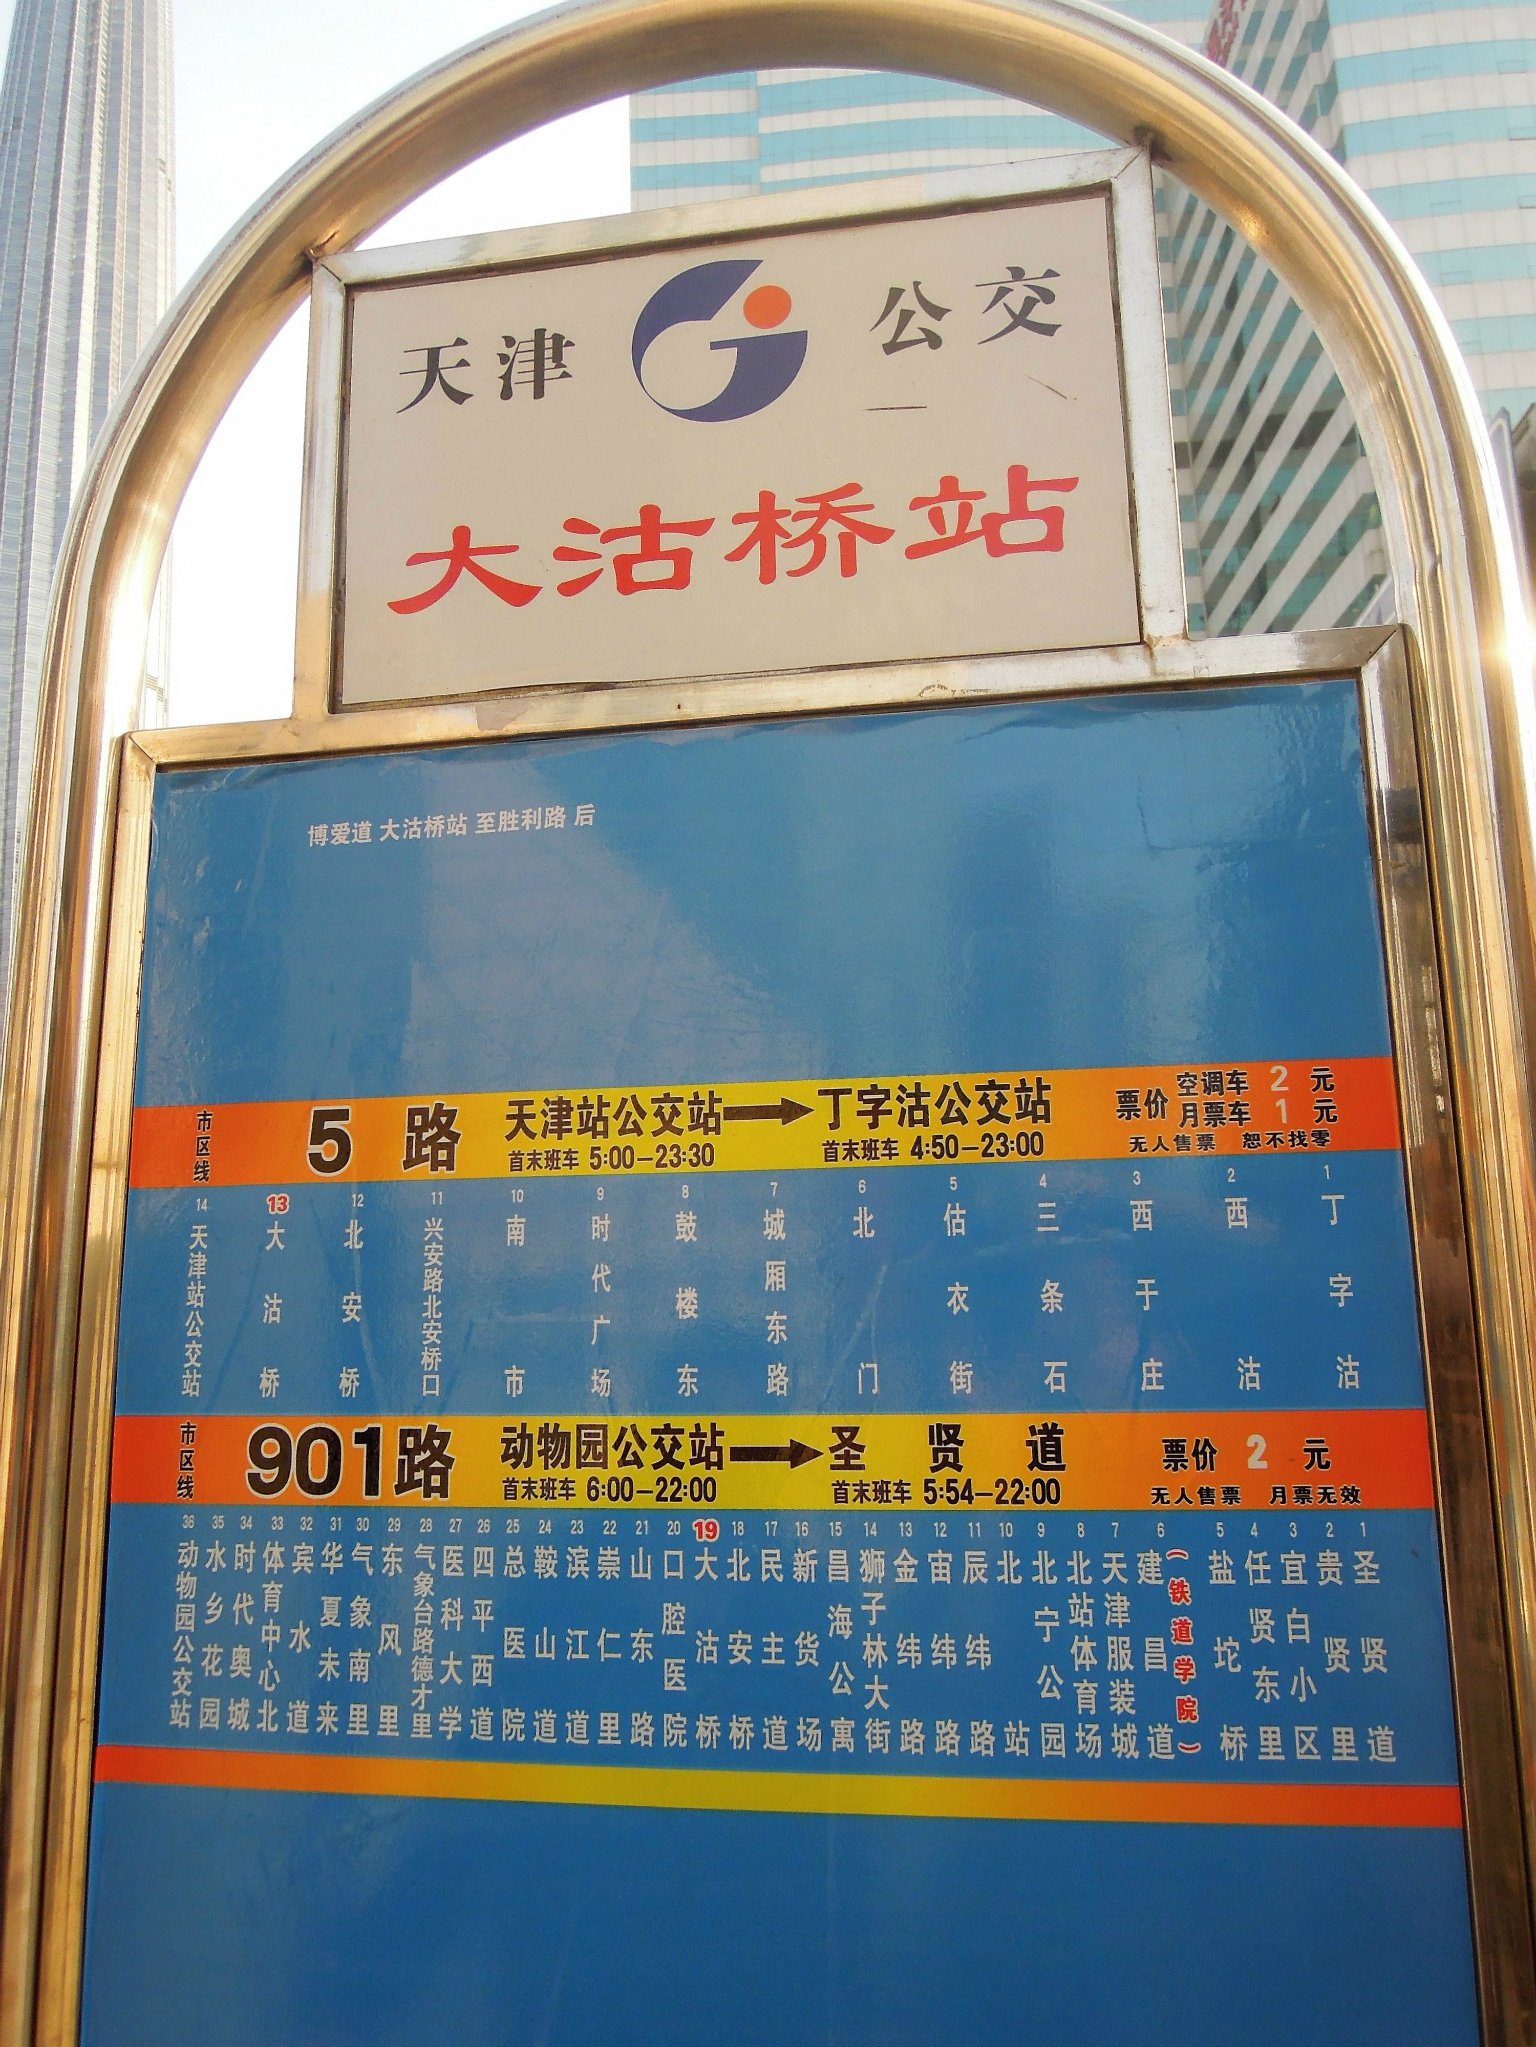 天津 公交
大沽桥站
博爱道 大沽桥站 至胜利路 后
市区线
5 路
天津站公交站 → 丁字沽公交站
首末班车 5:00—23:30
首末班车 4:50—23:00
票价 空调车 2 元
月票车 1 元
无人售票 恕不找零
14 天津站公交站
13 大沽桥
12 北安桥
11 兴安路北安桥口
10 南市
9 时代广场
8 鼓楼东
7 城厢东路
6 北门
5 估衣街
4 三条石
3 西于庄
2 西沽
1 丁字沽
市区线
901路
动物园公交站 → 圣贤道
首末班车 6:00—22:00
首末班车 5:54—22:00
票价 2 元
无人售票 月票无效
36 动物园公交站
35 水乡花园
34 时代奥城
33 体育中心北
32 宾水道
31 华夏未来
30 气象南里
29 东风里
28 气象台路德才里
27 医科大学
26 四平西道
25 总医院
24 鞍山道
23 滨江道
22 崇仁里
21 山东路
20 口腔医院
19 大沽桥
18 北安桥
17 民主道
16 新货场
15 昌海公寓
14 狮子林大街
13 金纬路
12 宙纬路
11 辰纬路
10 北站
9 北宁公园
8 北站体育场
7 天津服装城
6 建昌道
(铁道学院)
5 盐坨桥
4 任贤东里
3 宜白小区
2 贵贤里
1 圣贤道